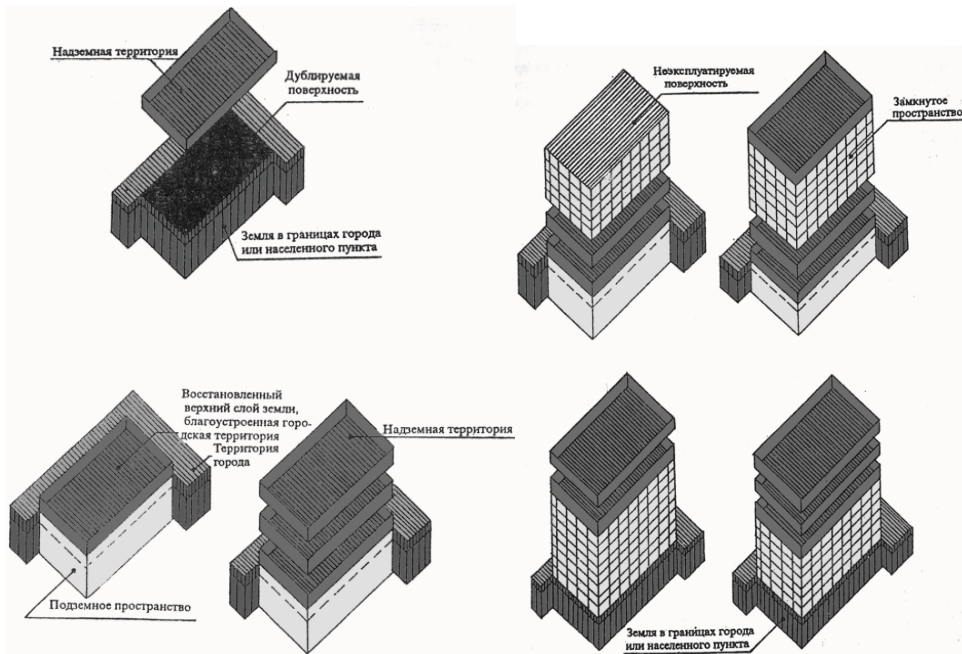 Надземная территория
Дублируемая
поверхность
Земля в границах города
или населенного пункта
Неэксплуатируемая
поверхность
Замкнутое
пространство
Восстановленный
верхний слой земли,
благоустроенная горо-
дская территория
Территория
города
Подземное пространство
Надземная территория
Земля в границах города
или населенного пункта